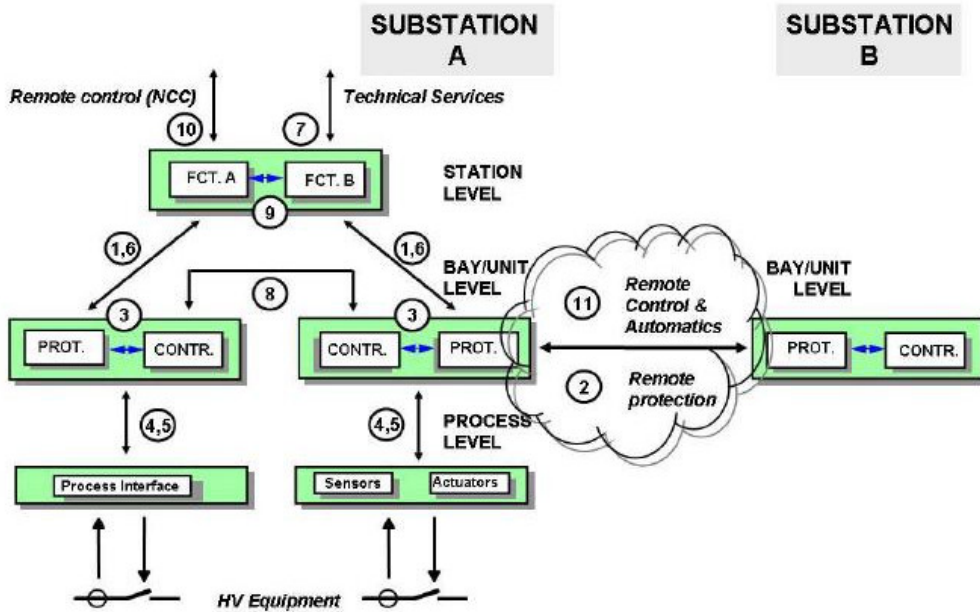 SUBSTATION
A
SUBSTATION
B
Remote control (NCC)
Technical Services
10
7
FCT. A
FCT. B
STATION
LEVEL
9
1,6
1,6
BAY/UNIT
LEVEL
BAY/UNIT
LEVEL
8
11
Remote
Control &
Automatics
3
3
PROT.
CONTR.
CONTR.
PROT.
PROT.
CONTR.
2
Remote
protection
4,5
4,5
PROCESS
LEVEL
Process Interface
Sensors
Actuators
HV Equipment